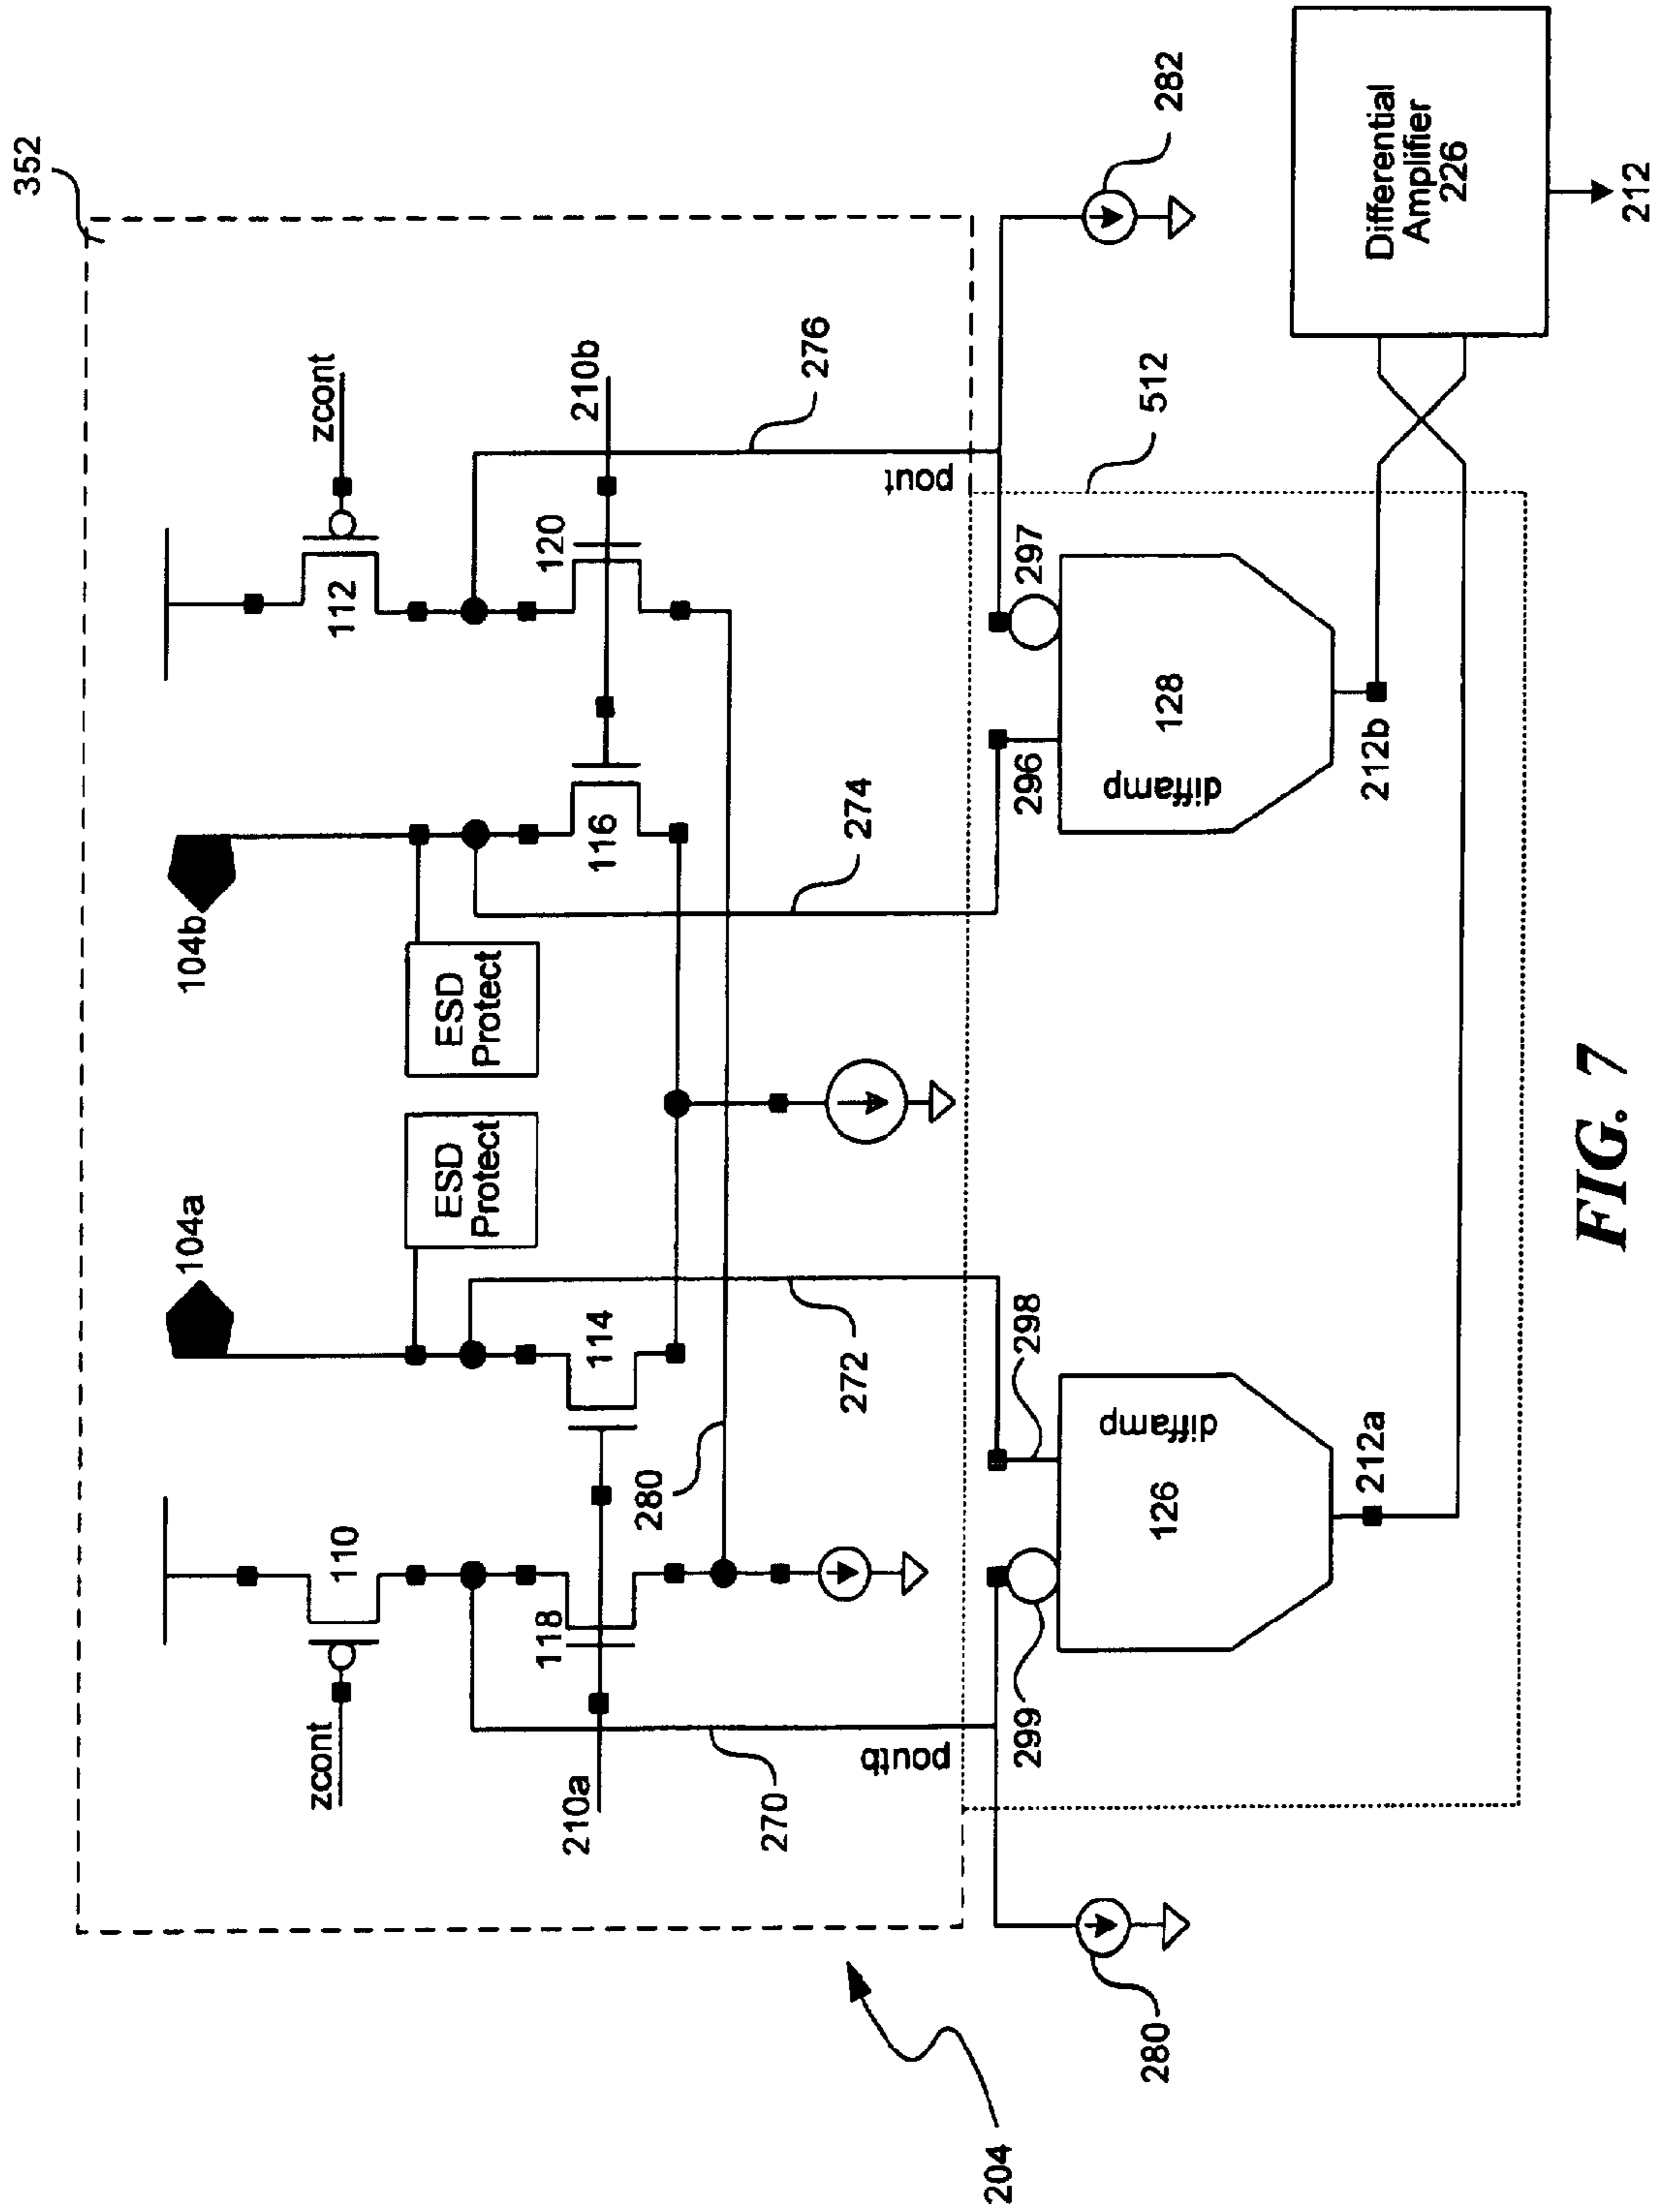 352
zcont
110
104a
104b
112
zcont
ESD
Protect
ESD
Protect
210a
118
114
116
120
210b
280
270
poutb
272
274
pout
276
204
280
299
298
296
297
282
512
126
diffamp
diffamp
128
212a
212b
Differential
Amplifier
226
212
FIG. 7